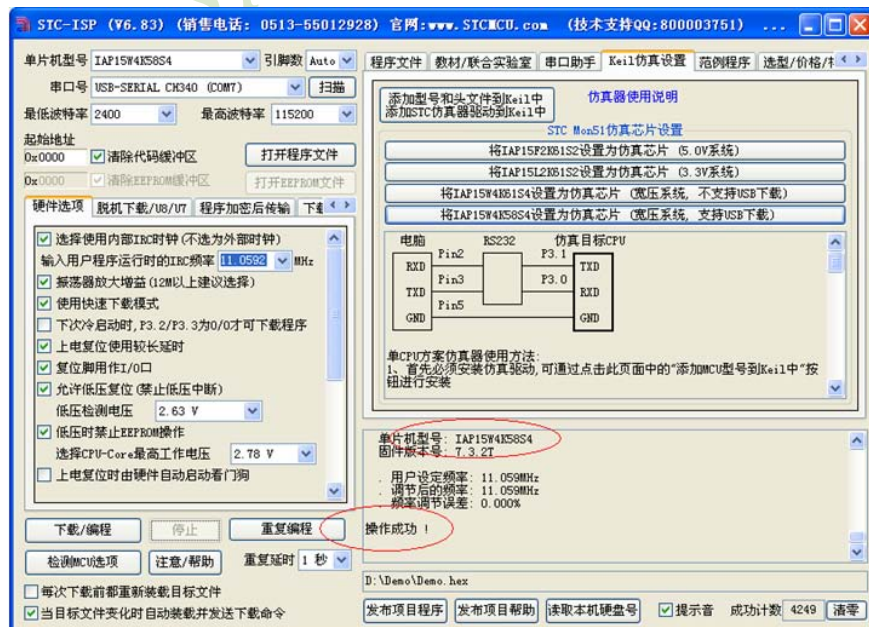 STC-ISP (V6.83) (销售电话: 0513-55012928) 官网:www.STCMCU.com (技术支持QQ:800003751) ...
单片机型号 IAP15W4K58S4 引脚数 Auto
串口号 USB-SERIAL CH340 (COM7) 扫描
最低波特率 2400 最高波特率 115200
起始地址
0x0000 清除代码缓冲区 打开程序文件
0x0000 清除EEPROM缓冲区 打开EEPROM文件
硬件选项 脱机下载/U8/U7 程序加密后传输
选择使用内部IRC时钟(不选为外部时钟)
输入用户程序运行时的IRC频率 11.0592 MHz
振荡器放大增益(12M以上建议选择)
使用快速下载模式
下次冷启动时,P3.2/P3.3为0/0才可下载程序
上电复位使用较长延时
复位脚用作I/O口
允许低压复位(禁止低压中断)
低压检测电压 2.63 V
低压时禁止EEPROM操作
选择CPU-Core最高工作电压 2.78 V
上电复位时由硬件自动启动看门狗
下载/编程 停止 重复编程
检测MCU选项 注意/帮助 重复延时 1 秒
每次下载前都重新装载目标文件
当目标文件变化时自动装载并发送下载命令
程序文件 教材/联合实验室 串口助手 Keil仿真设置 范例程序 选型/价格/
添加型号和头文件到Keil中
添加STC仿真器驱动到Keil中
仿真器使用说明
STC Mon51仿真芯片设置
将IAP15F2K61S2设置为仿真芯片 (5.0V系统)
将IAP15L2K61S2设置为仿真芯片 (3.3V系统)
将IAP15W4K61S4设置为仿真芯片 (宽压系统, 不支持USB下载)
将IAP15W4K58S4设置为仿真芯片 (宽压系统, 支持USB下载)
电脑 RS232 仿真目标CPU
RXD Pin2 P3.1 TXD
TXD Pin3 P3.0 RXD
GND Pin5 GND
单CPU方案仿真器使用方法:
1、首先必须安装仿真驱动,可通过点击此页面中的“添加MCU型号到Keil中”按
钮进行安装
单片机型号: IAP15W4K58S4
固件版本号: 7.3.2T
. 用户设定频率: 11.059MHz
. 调节后的频率: 11.059MHz
. 频率调节误差: 0.000%
操作成功 !
D:\Demo\Demo.hex
发布项目程序 发布项目帮助 读取本机硬盘号 提示音 成功计数 4249 清零